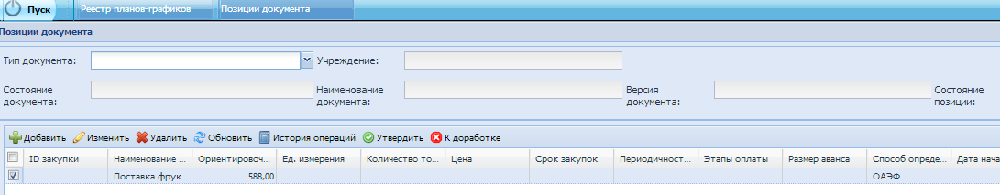 Пуск Реестр планов-графиков Позиции документа
Позиции документа
Тип документа: Учреждение:
Состояние документа: Наименование документа: Версия документа: Состояние позиции:
Добавить Изменить Удалить Обновить История операций Утвердить К доработке
ID закупки Наименование ... Ориентировоч... Ед. измерения Количество то... Цена Срок закупок Периодичност... Этапы оплаты Размер аванса Способ опреде... Дата нача
Поставка фрук... 588,00 ОАЭФ